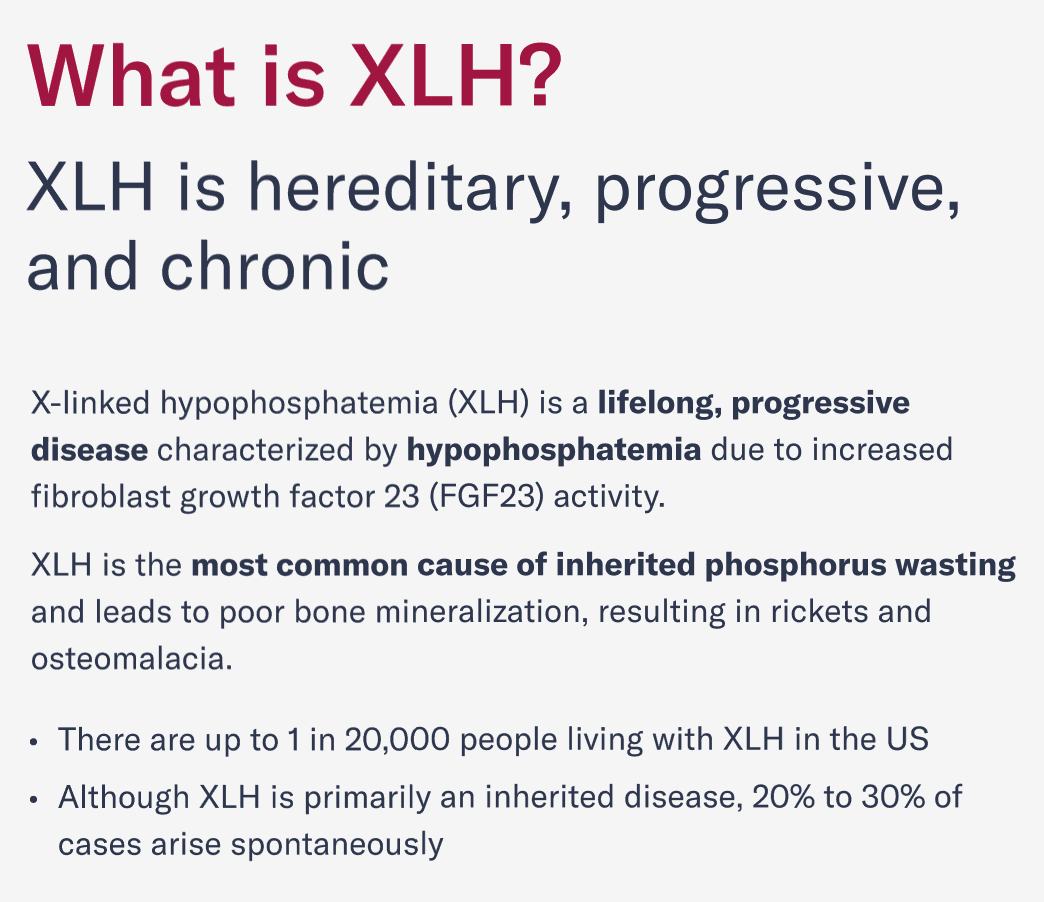 What is XLH?
XLH is hereditary, progressive,
and chronic
X-linked hypophosphatemia (XLH) is a lifelong, progressive
disease characterized by hypophosphatemia due to increased
fibroblast growth factor 23 (FGF23) activity.
XLH is the most common cause of inherited phosphorus wasting
and leads to poor bone mineralization, resulting in rickets and
osteomalacia.
• There are up to 1 in 20,000 people living with XLH in the US
• Although XLH is primarily an inherited disease, 20% to 30% of
cases arise spontaneously